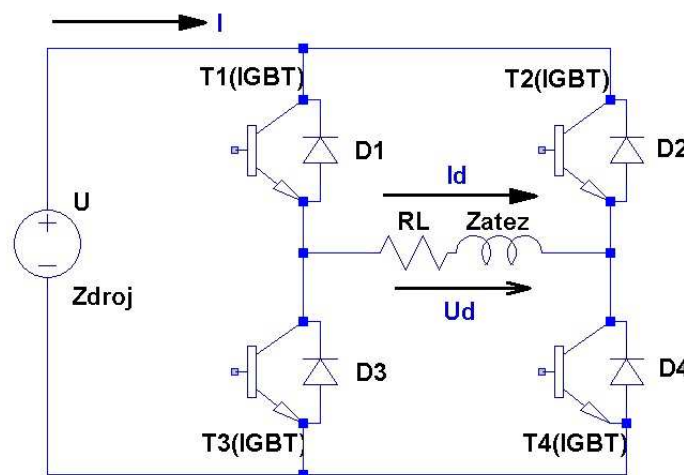 I
T1(IGBT)
T2(IGBT)
D1
D2
Id
U
RL
Zatez
+
−
Zdroj
Ud
D3
D4
T3(IGBT)
T4(IGBT)